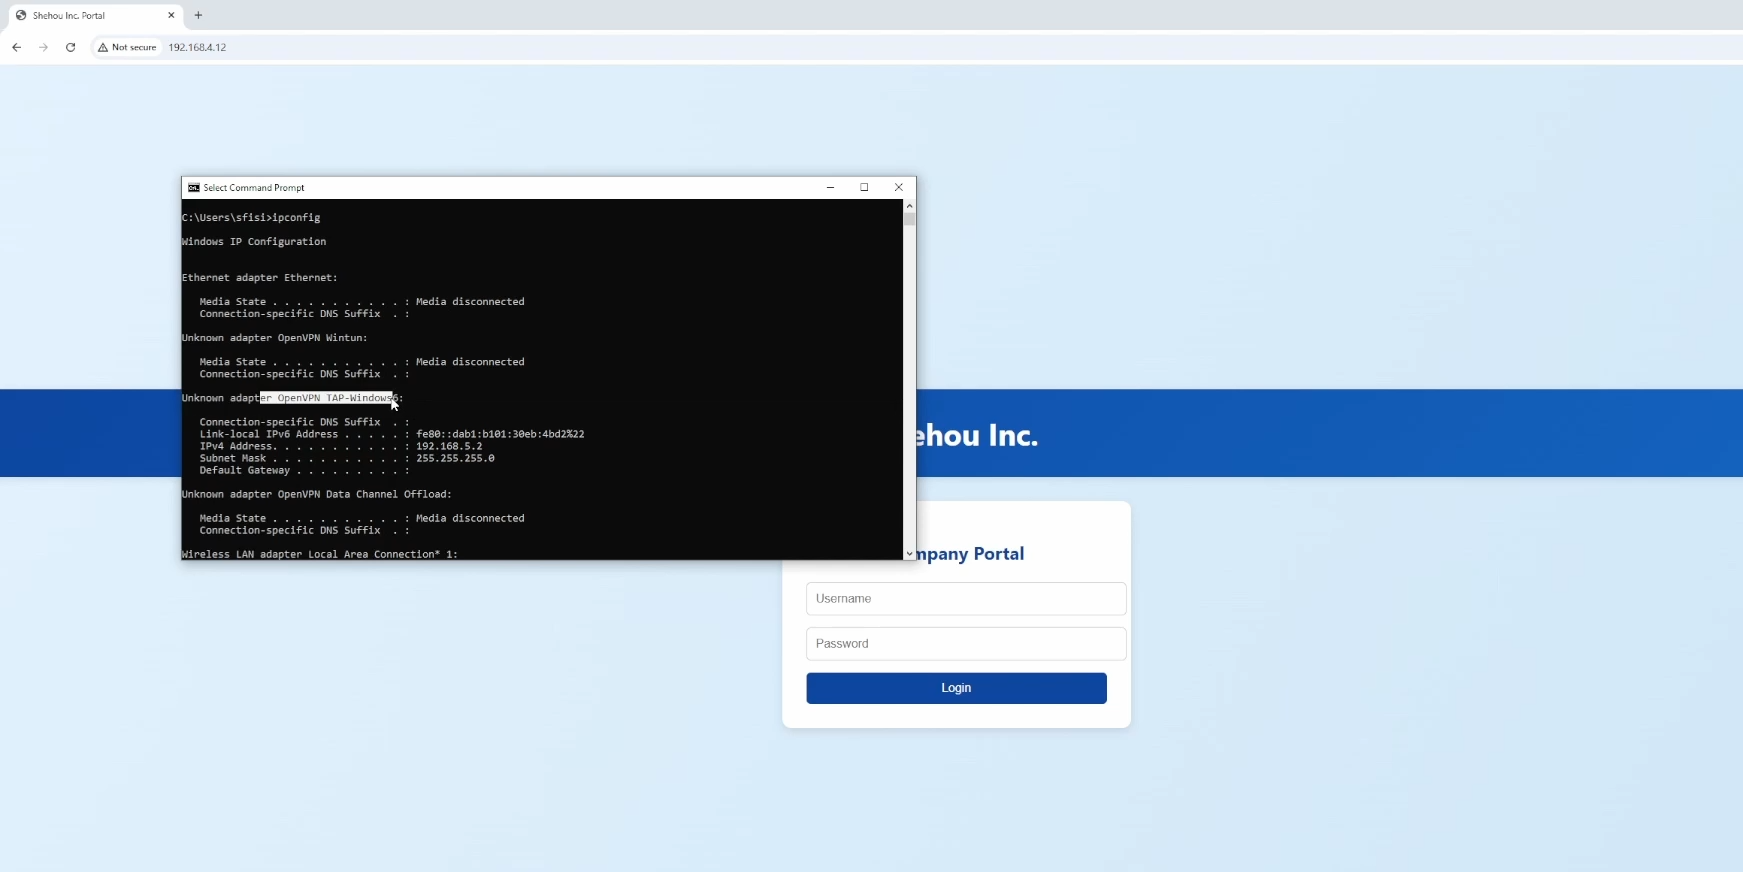 Shehou Inc. Portal
Not secure 192.168.4.12
Select Command Prompt
C:\Users\sfisi>ipconfig
Windows IP Configuration
Ethernet adapter Ethernet:
Media State . . . . . . . . . . . : Media disconnected
Connection-specific DNS Suffix  . :
Unknown adapter OpenVPN Wintun:
Media State . . . . . . . . . . . : Media disconnected
Connection-specific DNS Suffix  . :
Unknown adapter OpenVPN TAP-Windows6:
Connection-specific DNS Suffix  . :
Link-local IPv6 Address . . . . . : fe80::dab1:b101:30eb:4bd2%22
IPv4 Address. . . . . . . . . . . : 192.168.5.2
Subnet Mask . . . . . . . . . . . : 255.255.255.0
Default Gateway . . . . . . . . . :
Unknown adapter OpenVPN Data Channel Offload:
Media State . . . . . . . . . . . : Media disconnected
Connection-specific DNS Suffix  . :
Wireless LAN adapter Local Area Connection* 1:
ehou Inc.
mpany Portal
Username
Password
Login